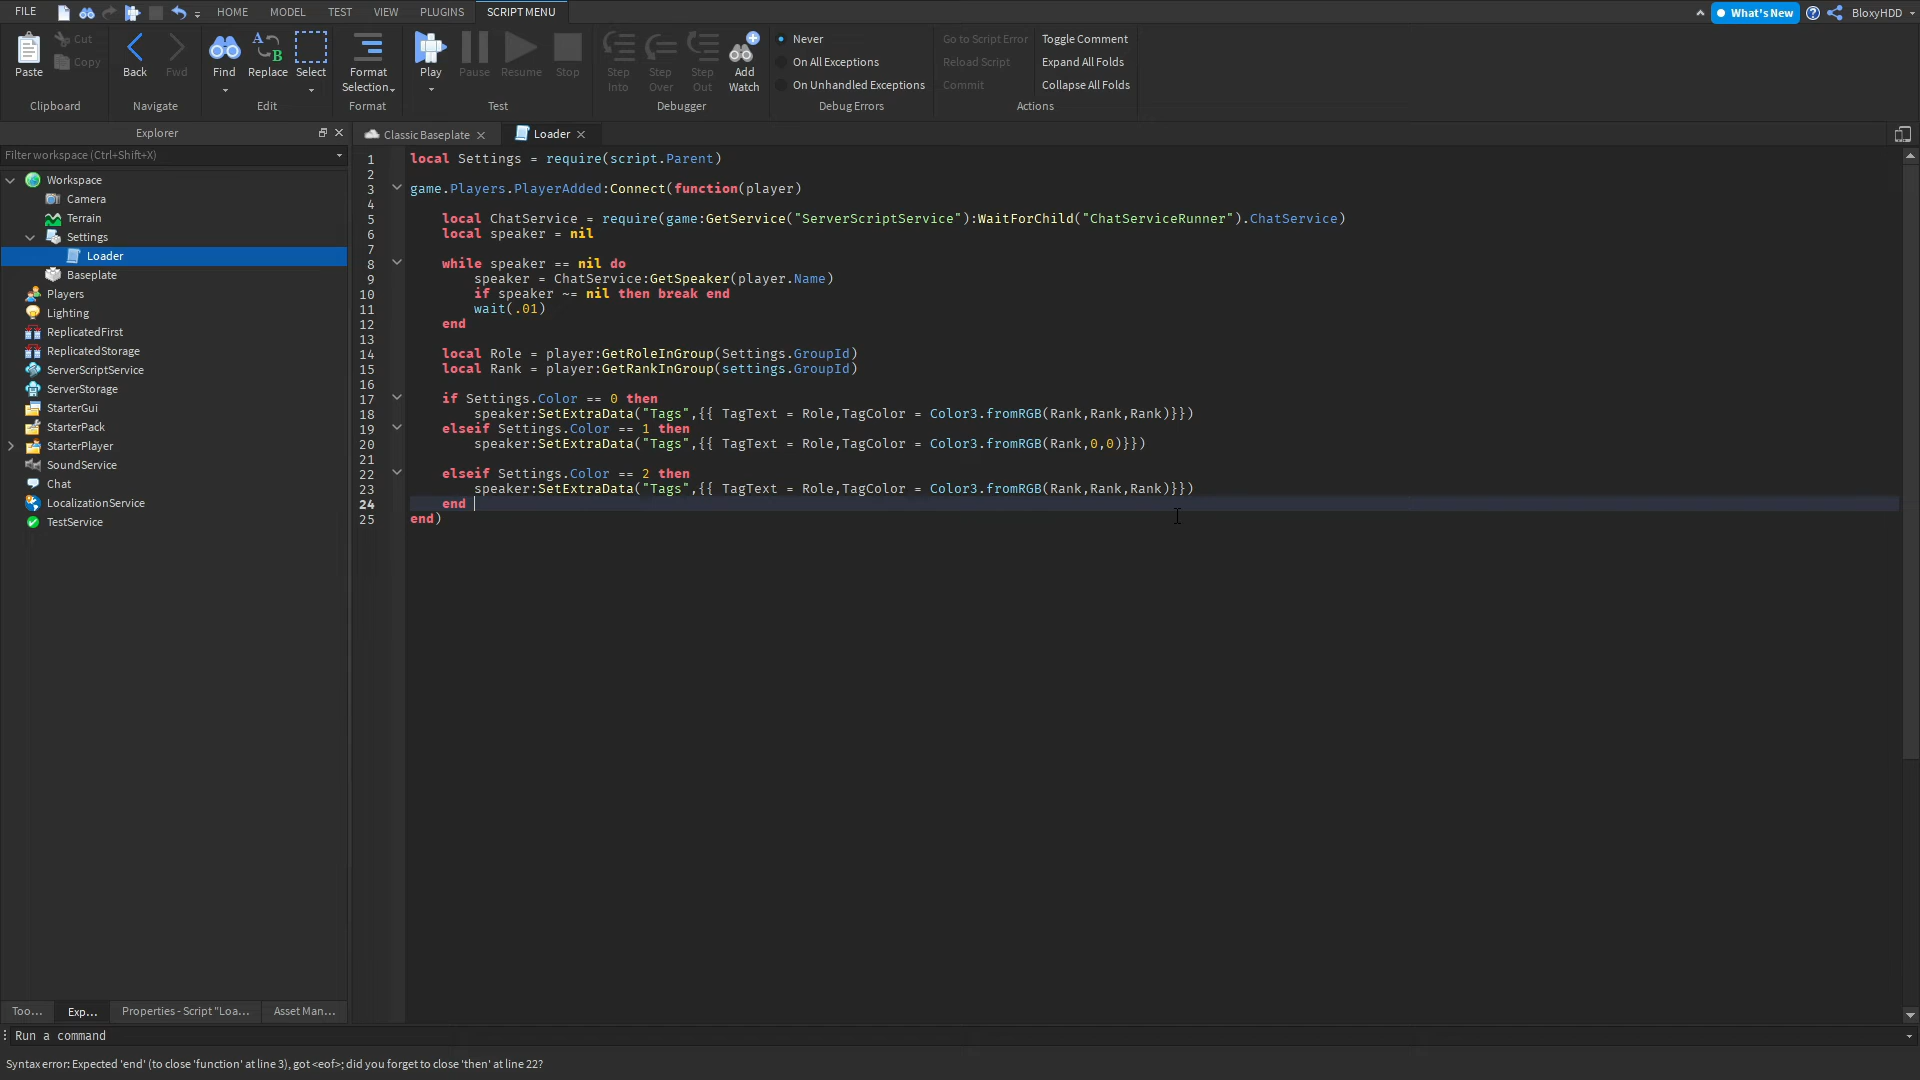 FILE HOME MODEL TEST VIEW PLUGINS SCRIPT MENU What's New BloxyHDD
Paste Cut Copy Back Fwd Find Replace Select Format Selection Play Pause Resume Stop Step Into Step Over Step Out Add Watch
Never
On All Exceptions
On Unhandled Exceptions
Go to Script Error
Reload Script
Commit
Toggle Comment
Expand All Folds
Collapse All Folds
Clipboard Navigate Edit Format Test Debugger Debug Errors Actions
Explorer
Filter workspace (Ctrl+Shift+X)
Workspace
Camera
Terrain
Settings
Loader
Baseplate
Players
Lighting
ReplicatedFirst
ReplicatedStorage
ServerScriptService
ServerStorage
StarterGui
StarterPack
StarterPlayer
SoundService
Chat
LocalizationService
TestService
Classic Baseplate Loader
1 local Settings = require(script.Parent)
2
3 game.Players.PlayerAdded:Connect(function(player)
4
5 local ChatService = require(game:GetService("ServerScriptService"):WaitForChild("ChatServiceRunner").ChatService)
6 local speaker = nil
7
8 while speaker == nil do
9 speaker = ChatService:GetSpeaker(player.Name)
10 if speaker ~= nil then break end
11 wait(.01)
12 end
13
14 local Role = player:GetRoleInGroup(Settings.GroupId)
15 local Rank = player:GetRankInGroup(settings.GroupId)
16
17 if Settings.Color == 0 then
18 speaker:SetExtraData("Tags",{{ TagText = Role,TagColor = Color3.fromRGB(Rank,Rank,Rank)}})
19 elseif Settings.Color == 1 then
20 speaker:SetExtraData("Tags",{{ TagText = Role,TagColor = Color3.fromRGB(Rank,0,0)}})
21
22 elseif Settings.Color == 2 then
23 speaker:SetExtraData("Tags",{{ TagText = Role,TagColor = Color3.fromRGB(Rank,Rank,Rank)}})
24 end
25 end)
Too... Exp... Properties - Script "Loa... Asset Man...
Run a command
Syntax error: Expected 'end' (to close 'function' at line 3), got <eof>; did you forget to close 'then' at line 22?